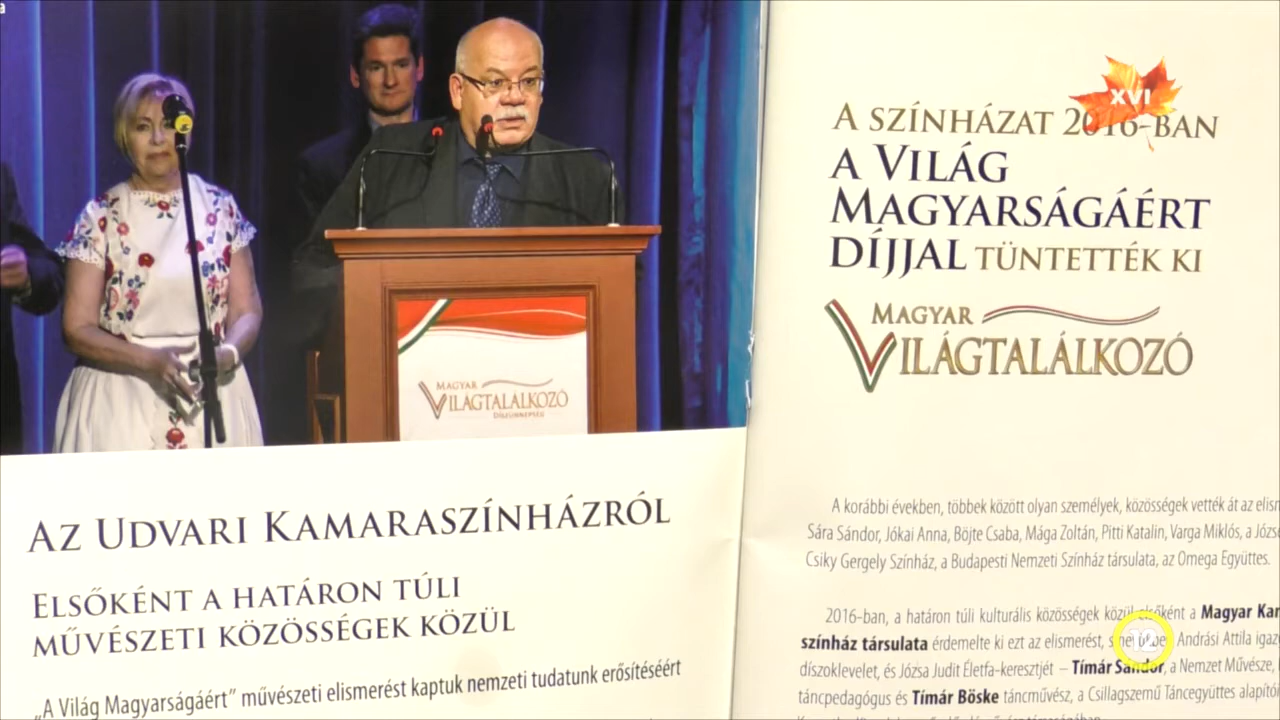 MAGYAR
VILÁGTALÁLKOZÓ
DÍSZÜNNEPSÉG
AZ UDVARI KAMARASZÍNHÁZRÓL
ELSŐKÉNT A HATÁRON TÚLI
MŰVÉSZETI KÖZÖSSÉGEK KÖZÜL
„A Világ Magyarságáért” művészeti elismerést kaptuk nemzeti tudatunk erősítéséért
XVI
A SZÍNHÁZAT 2016-BAN
A VILÁG
MAGYARSÁGÁÉRT
DÍJJAL TÜNTETTÉK KI
MAGYAR
VILÁGTALÁLKOZÓ
A korábbi években, többek között olyan személyek, közösségek vették át az elism
Sára Sándor, Jókai Anna, Böjte Csaba, Mága Zoltán, Pitti Katalin, Varga Miklós, a Józs
Csiky Gergely Színház, a Budapesti Nemzeti Színház társulata, az Omega Együttes.
2016-ban, a határon túli kulturális közösségek közül elsőként a Magyar Kar
színház társulata érdemelte ki ezt az elismerést, Andrási Attila igaz
díszoklevelet, és Józsa Judit Életfa-keresztjét – Tímár Sándor, a Nemzet Művésze,
táncpedagógus és Tímár Böske táncművész, a Csillagszemű Táncegyüttes alapító